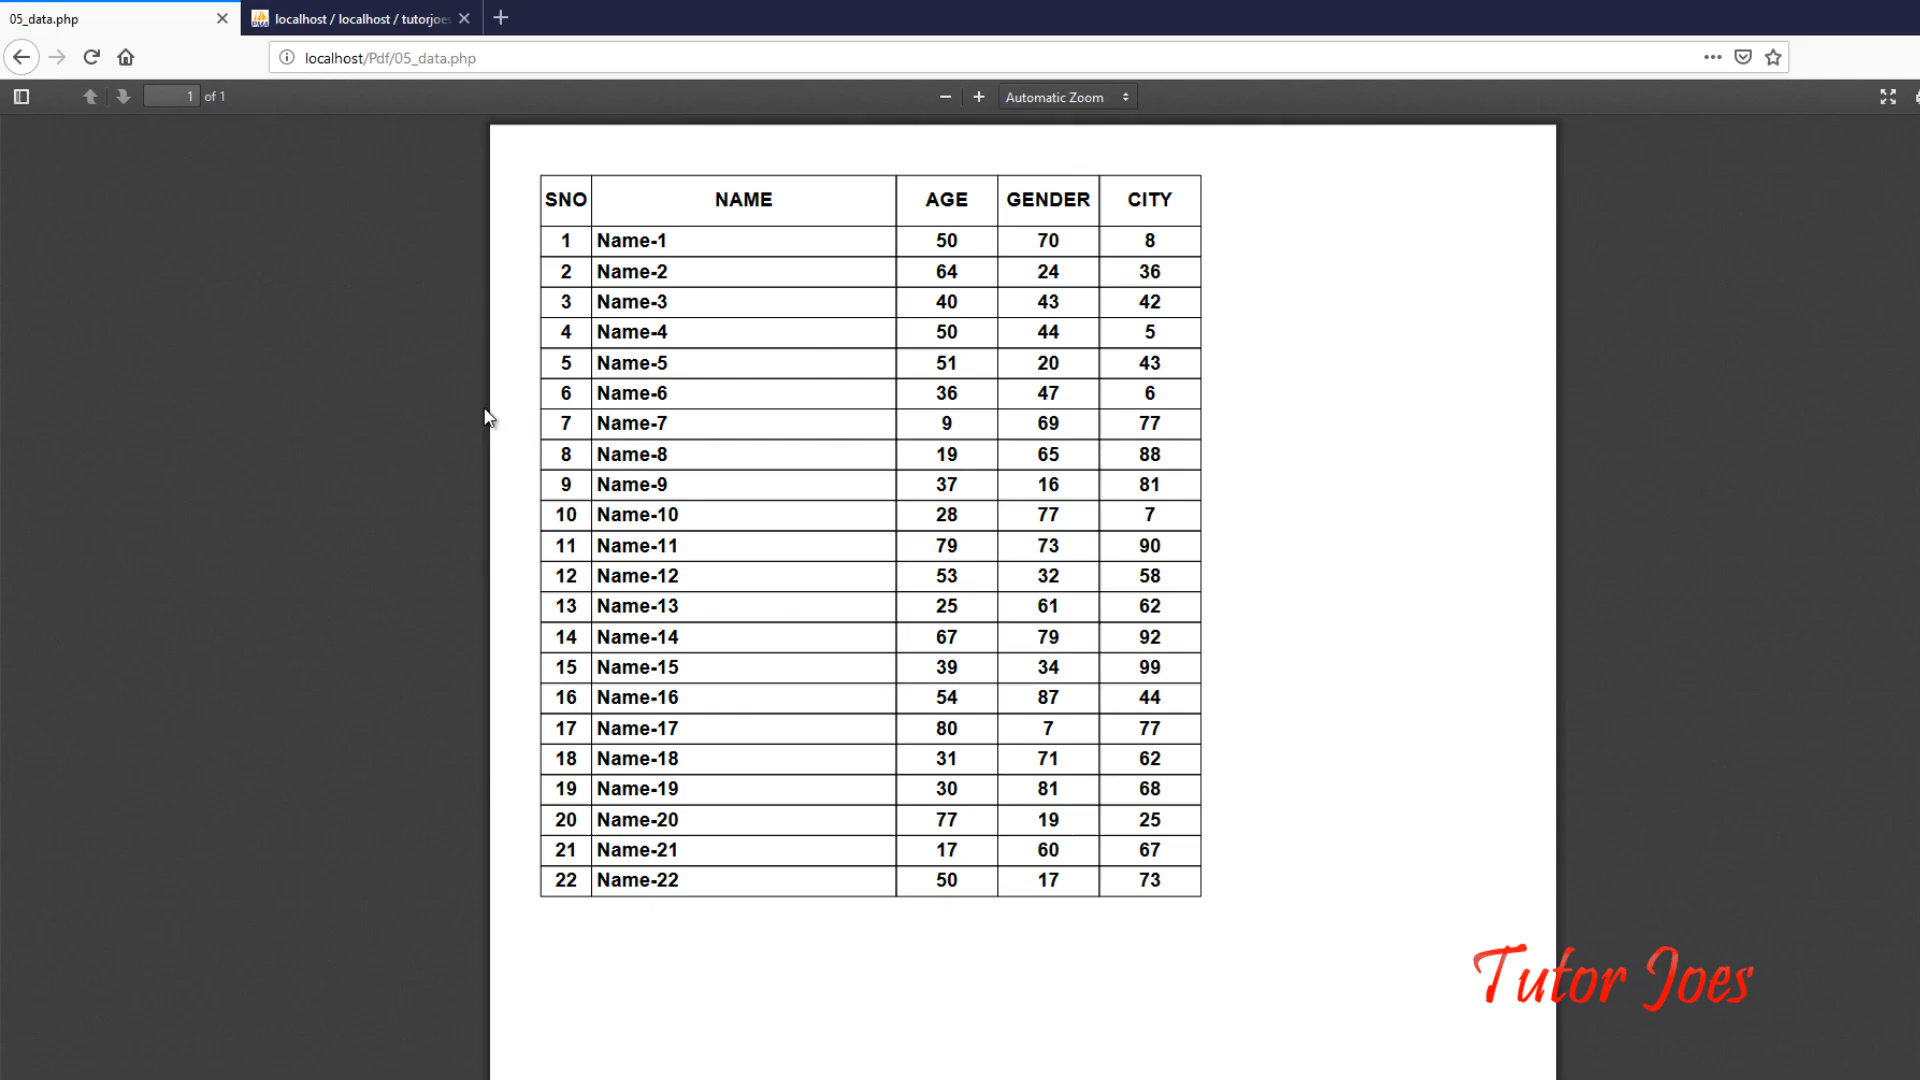 05_data.php
localhost / localhost / tutorjoes
localhost/Pdf/05_data.php
1 of 1
Automatic Zoom
SNO NAME AGE GENDER CITY
1 Name-1 50 70 8
2 Name-2 64 24 36
3 Name-3 40 43 42
4 Name-4 50 44 5
5 Name-5 51 20 43
6 Name-6 36 47 6
7 Name-7 9 69 77
8 Name-8 19 65 88
9 Name-9 37 16 81
10 Name-10 28 77 7
11 Name-11 79 73 90
12 Name-12 53 32 58
13 Name-13 25 61 62
14 Name-14 67 79 92
15 Name-15 39 34 99
16 Name-16 54 87 44
17 Name-17 80 7 77
18 Name-18 31 71 62
19 Name-19 30 81 68
20 Name-20 77 19 25
21 Name-21 17 60 67
22 Name-22 50 17 73
Tutor Joes